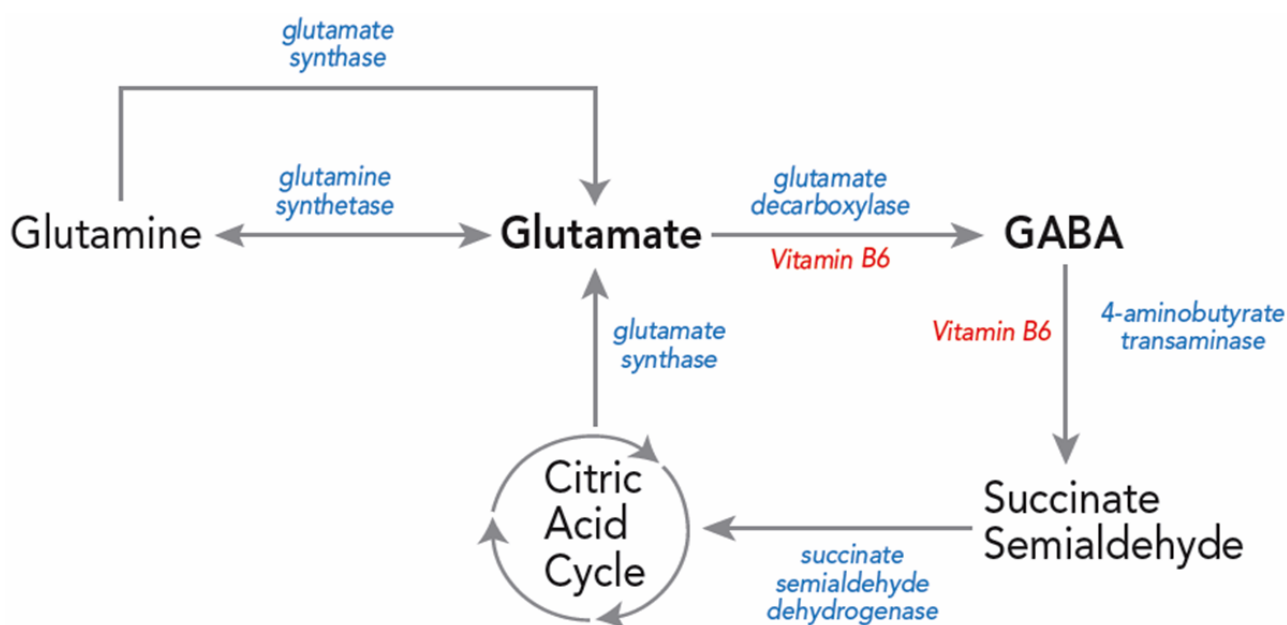 glutamate
synthase
glutamine
synthetase
glutamate
decarboxylase
Glutamine
Glutamate
GABA
Vitamin B6
glutamate
synthase
Vitamin B6
4-aminobutyrate
transaminase
Citric
Acid
Cycle
Succinate
Semialdehyde
succinate
semialdehyde
dehydrogenase